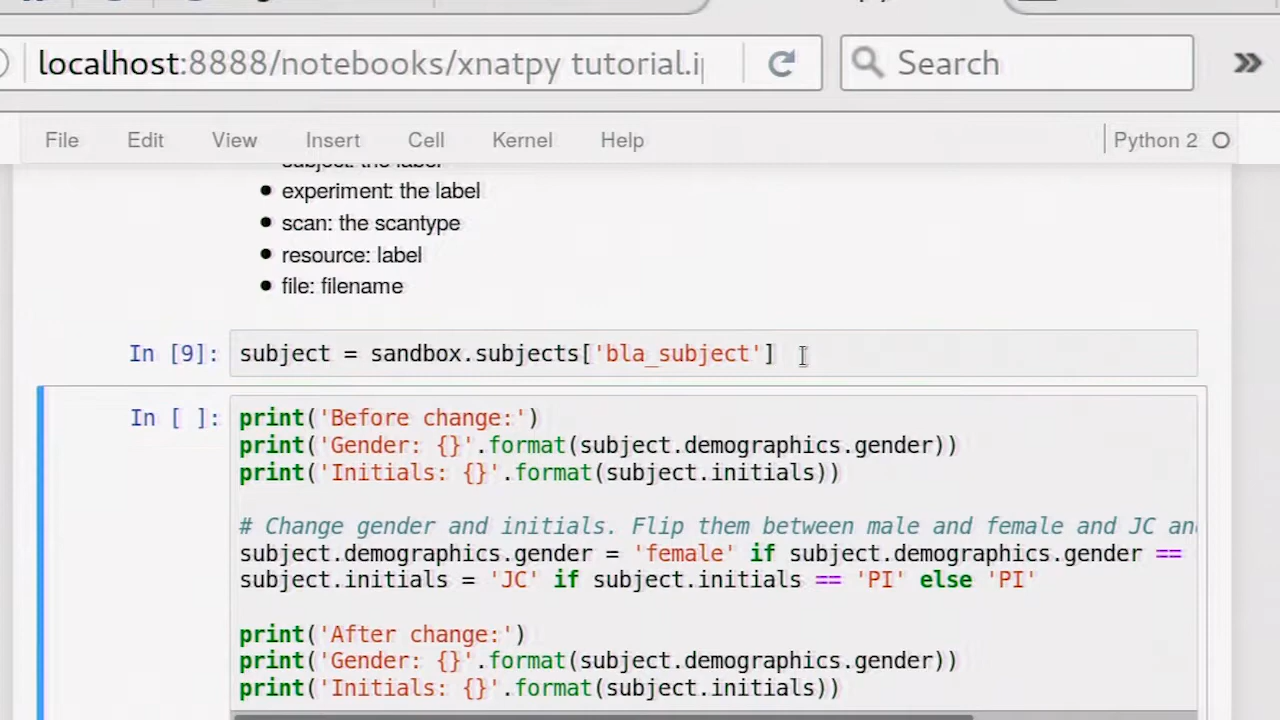 localhost:8888/notebooks/xnatpy tutorial.i
Search
File Edit View Insert Cell Kernel Help Python 2
subject: the label
experiment: the label
scan: the scantype
resource: label
file: filename
In [9]: subject = sandbox.subjects['bla_subject']
In [ ]: print('Before change:')
print('Gender: {}'.format(subject.demographics.gender))
print('Initials: {}'.format(subject.initials))
# Change gender and initials. Flip them between male and female and JC an
subject.demographics.gender = 'female' if subject.demographics.gender ==
subject.initials = 'JC' if subject.initials == 'PI' else 'PI'
print('After change:')
print('Gender: {}'.format(subject.demographics.gender))
print('Initials: {}'.format(subject.initials))